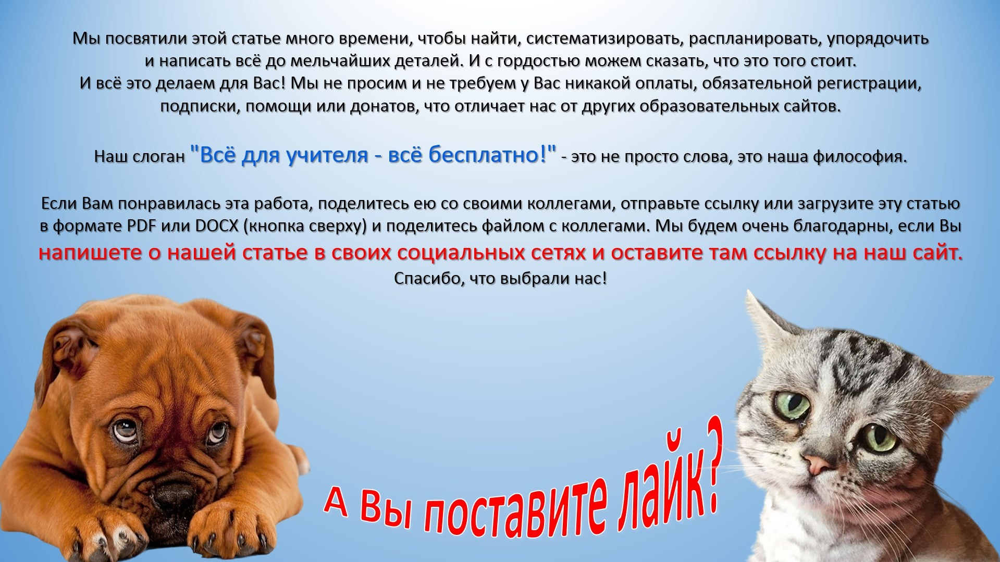 Мы посвятили этой статье много времени, чтобы найти, систематизировать, распланировать, упорядочить
и написать всё до мельчайших деталей. И с гордостью можем сказать, что это того стоит.
И всё это делаем для Вас! Мы не просим и не требуем у Вас никакой оплаты, обязательной регистрации,
подписки, помощи или донатов, что отличает нас от других образовательных сайтов.
Наш слоган "Всё для учителя - всё бесплатно!" - это не просто слова, это наша философия.
Если Вам понравилась эта работа, поделитесь ею со своими коллегами, отправьте ссылку или загрузите эту статью
в формате PDF или DOCX (кнопка сверху) и поделитесь файлом с коллегами. Мы будем очень благодарны, если Вы
напишете о нашей статье в своих социальных сетях и оставите там ссылку на наш сайт.
Спасибо, что выбрали нас!
А Вы поставите лайк?